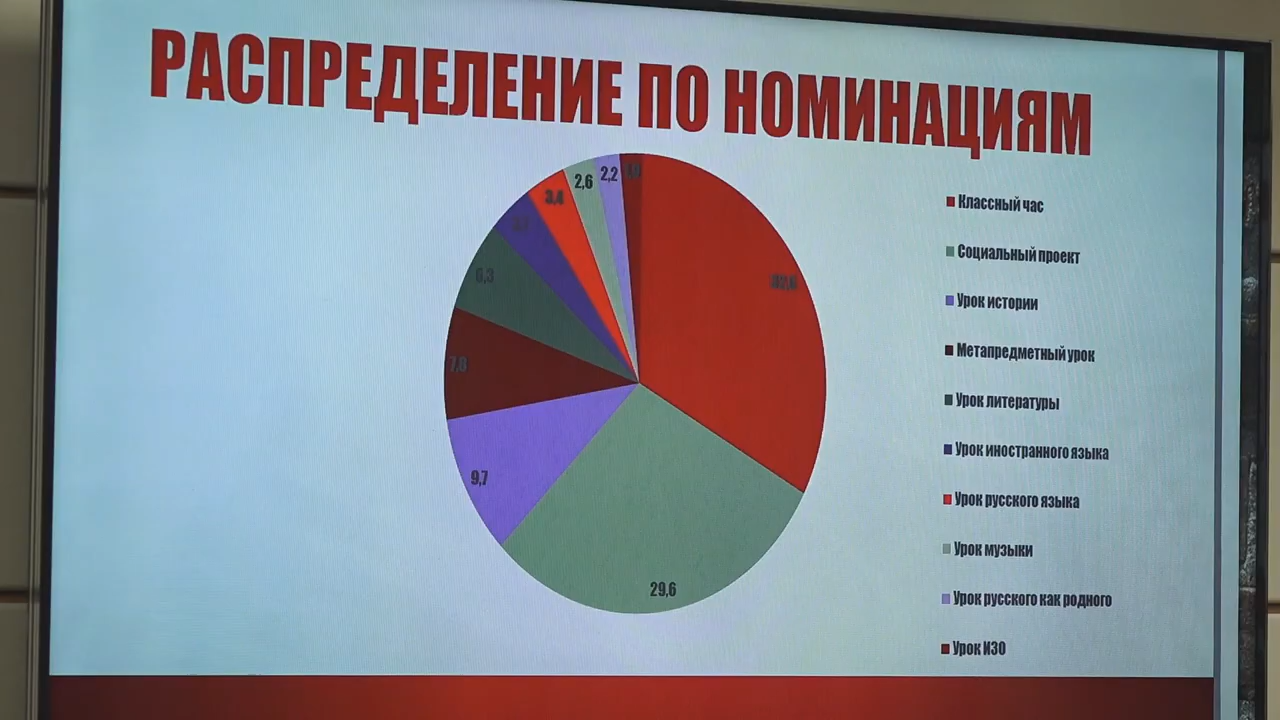 РАСПРЕДЕЛЕНИЕ ПО НОМИНАЦИЯМ
2,6
2,2
3,4
6,3
7,8
9,7
29,6
Классный час
Социальный проект
Урок истории
Метапредметный урок
Урок литературы
Урок иностранного языка
Урок русского языка
Урок музыки
Урок русского как родного
Урок ИЗО